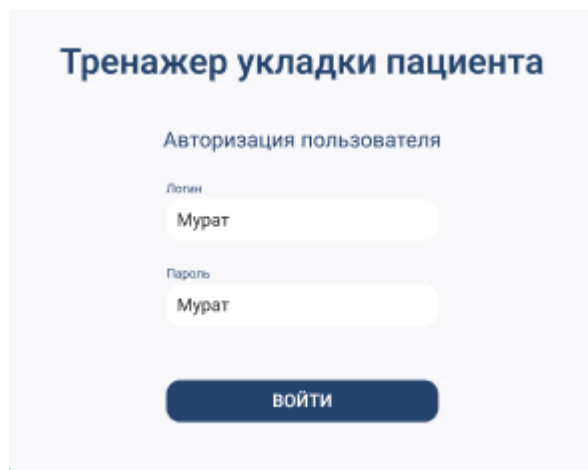 Тренажер укладки пациента
Авторизация пользователя
Логин
Мурат
Пароль
Мурат
ВОЙТИ